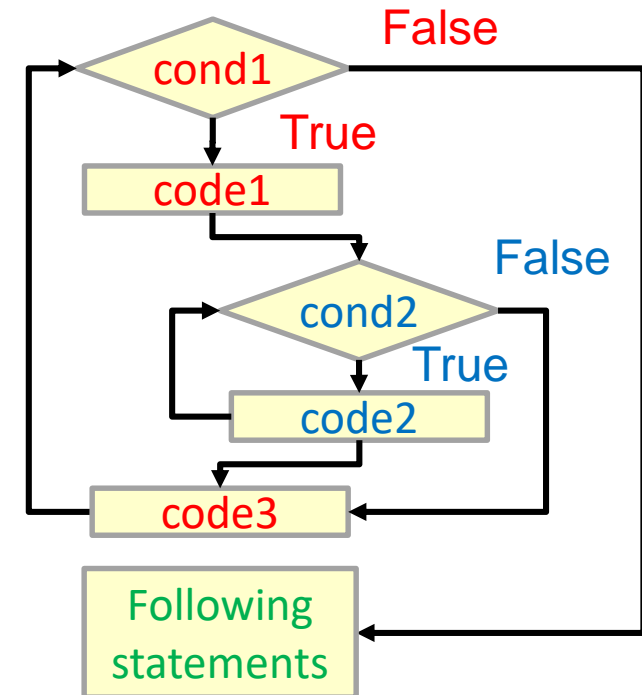 False
cond1
True
code1
False
cond2
True
code2
code3
Following
statements